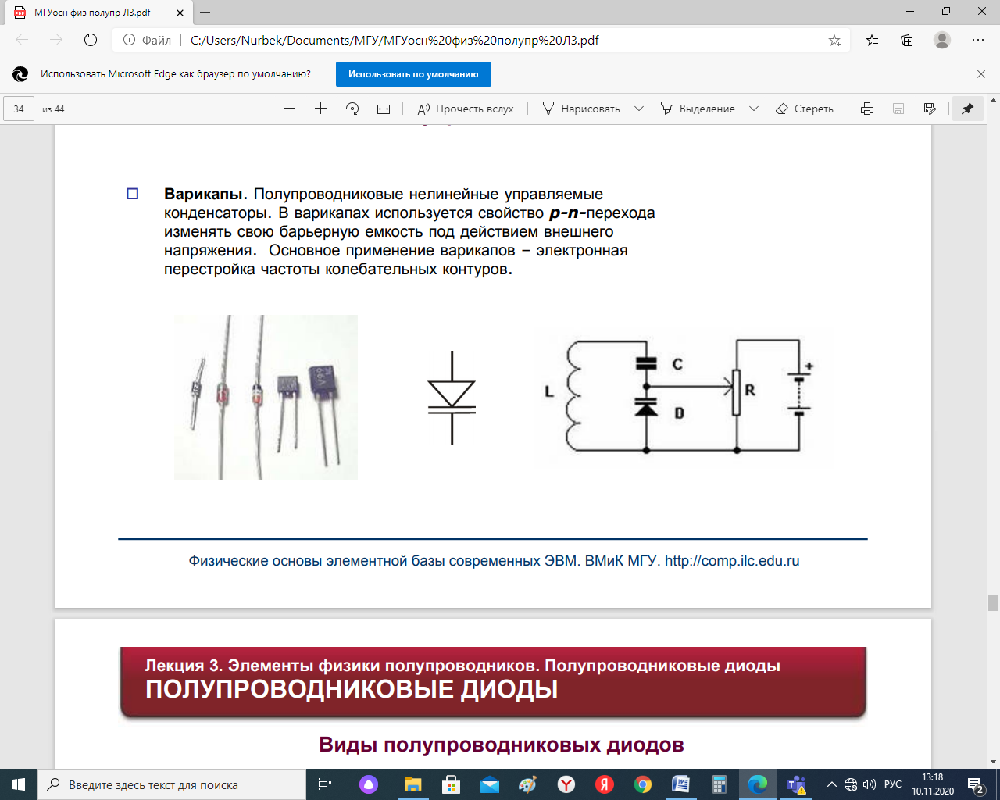 МГУосн физ полупр Л3.pdf
Файл
C:/Users/Nurbek/Documents/МГУ/МГУосн%20физ%20полупр%20Л3.pdf
Использовать Microsoft Edge как браузер по умолчанию?
Использовать по умолчанию
34
из 44
Прочесть вслух
Нарисовать
Выделение
Стереть
Варикапы. Полупроводниковые нелинейные управляемые
конденсаторы. В варикапах используется свойство p-n-перехода
изменять свою барьерную емкость под действием внешнего
напряжения. Основное применение варикапов – электронная
перестройка частоты колебательных контуров.
V99
L
C
D
R
+
Физические основы элементной базы современных ЭВМ. ВМиК МГУ. http://comp.ilc.edu.ru
Лекция 3. Элементы физики полупроводников. Полупроводниковые диоды
ПОЛУПРОВОДНИКОВЫЕ ДИОДЫ
Виды полупроводниковых диодов
Введите здесь текст для поиска
РУС
13:18
10.11.2020
2